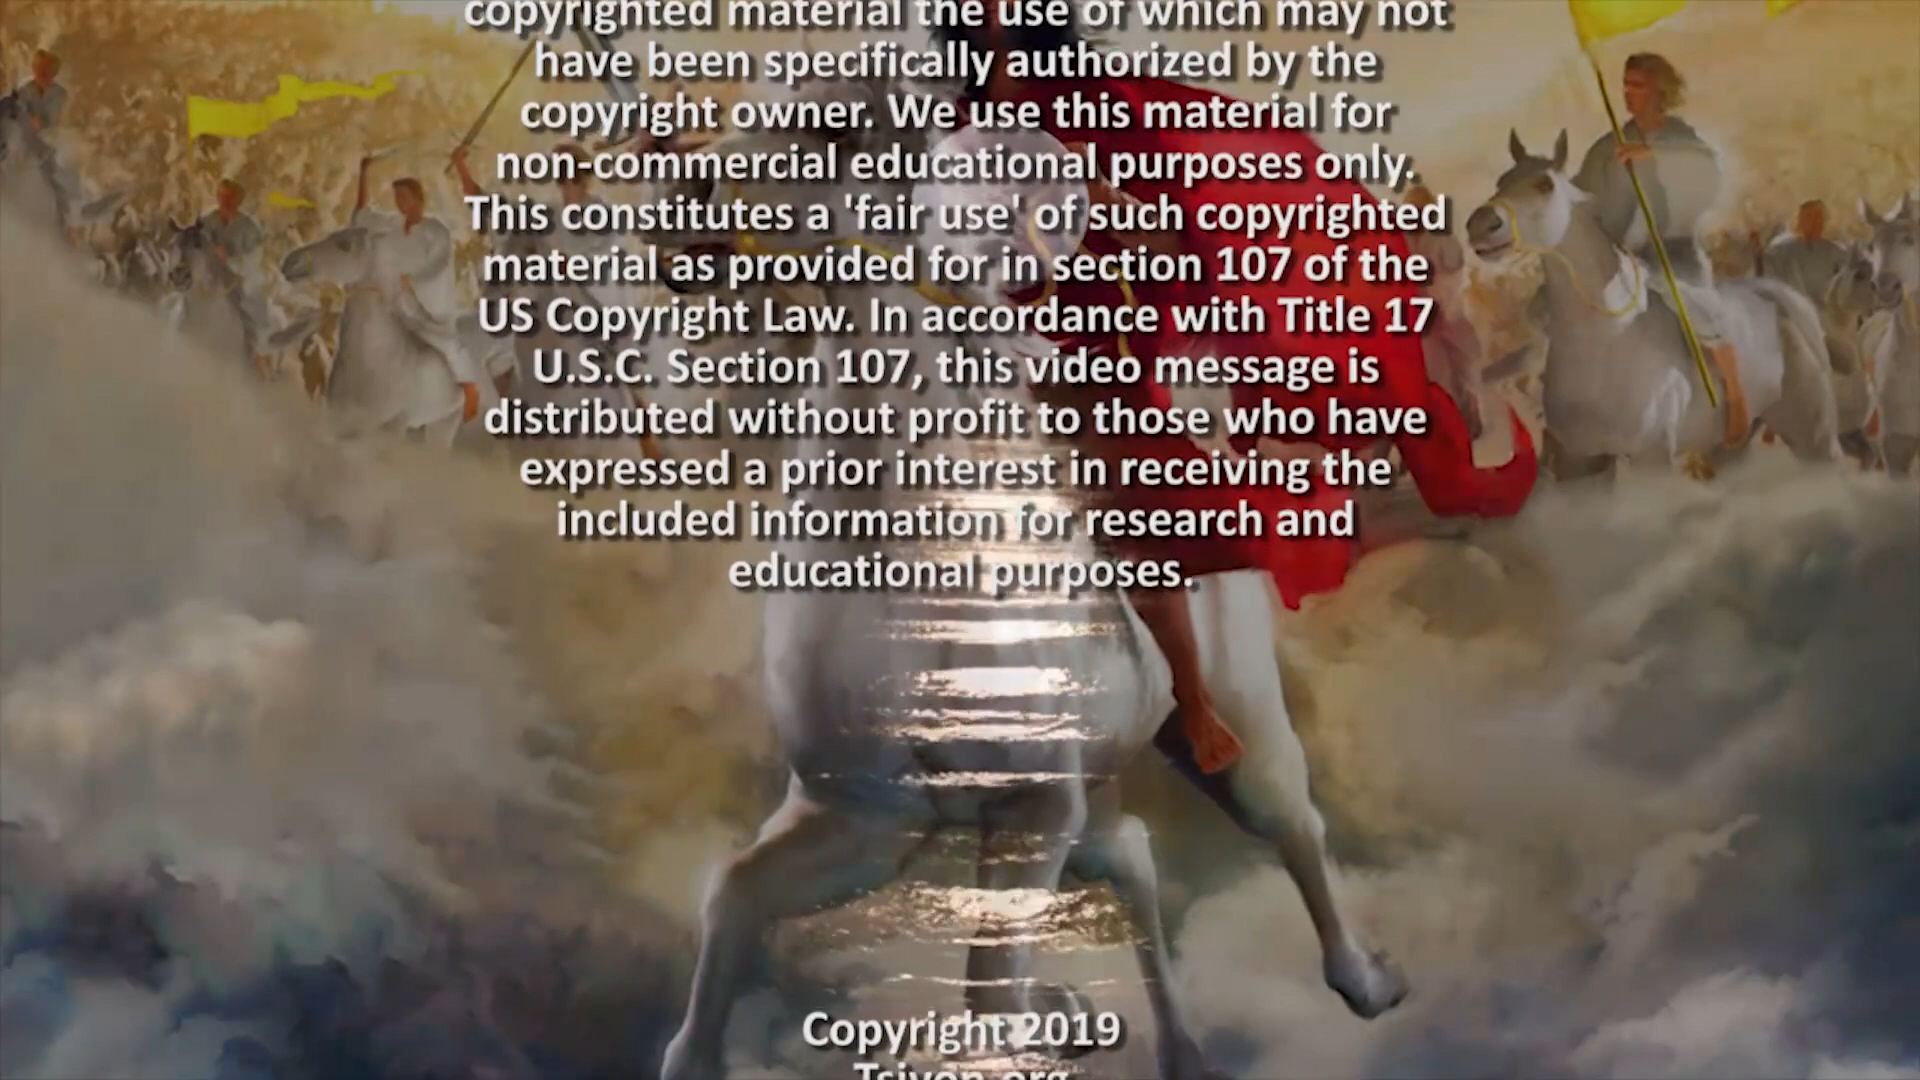 copyrighted material the use of which may not
have been specifically authorized by the
copyright owner. We use this material for
non-commercial educational purposes only.
This constitutes a 'fair use' of such copyrighted
material as provided for in section 107 of the
US Copyright Law. In accordance with Title 17
U.S.C. Section 107, this video message is
distributed without profit to those who have
expressed a prior interest in receiving the
included information for research and
educational purposes.
Copyright 2019
Tsiyon.org